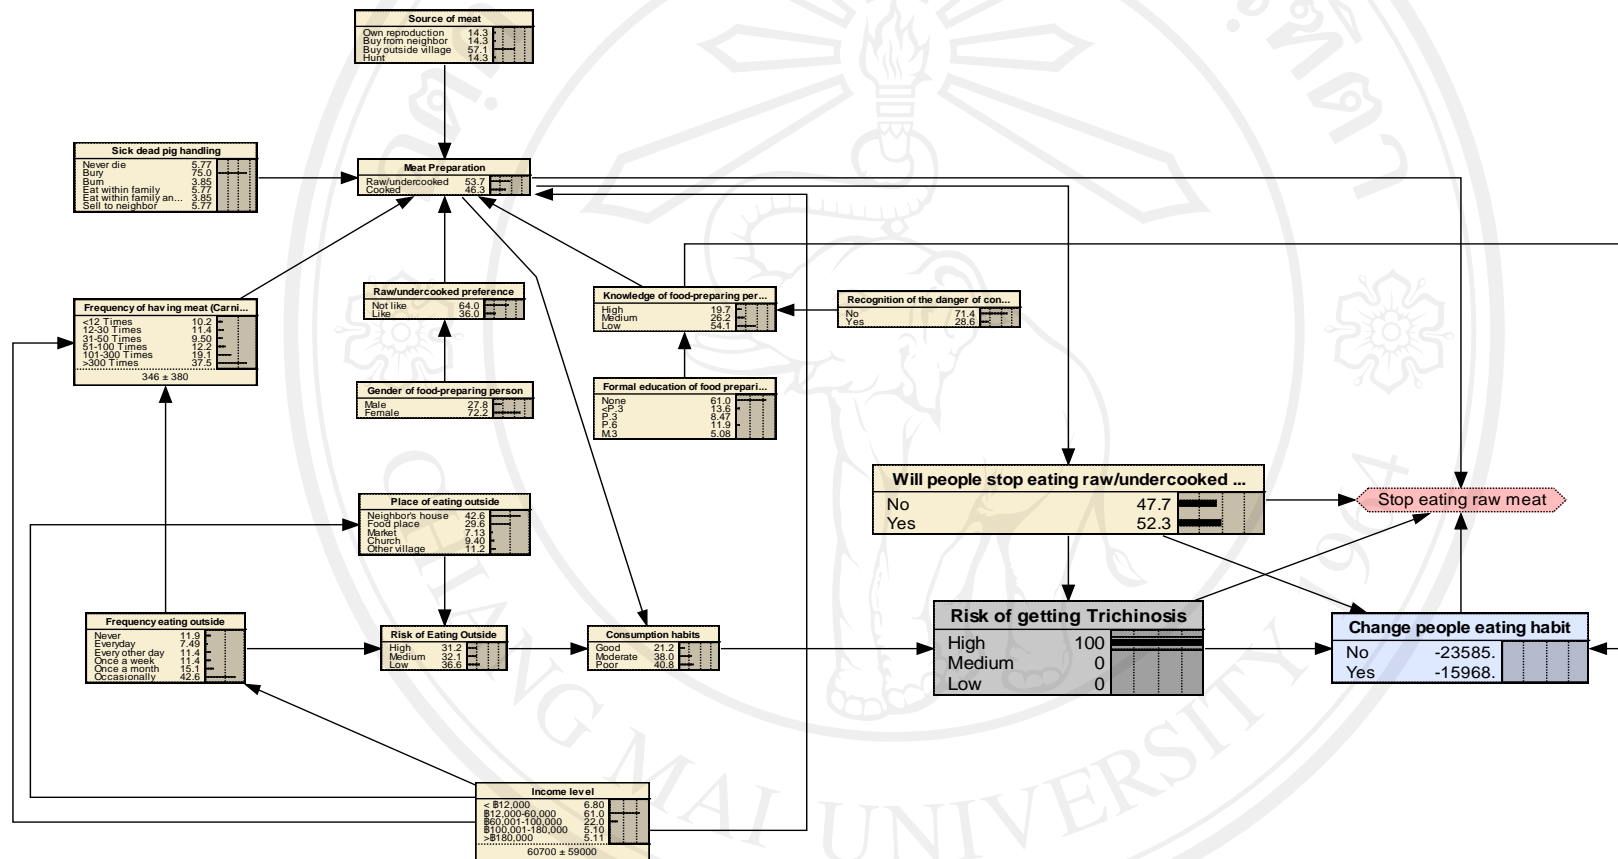 Source of meat
Own reproduction 14.3
Buy from neighbor 14.3
Buy outside village 57.1
Hunt 14.3
Sick dead pig handling
Never die 5.77
Bury 75.0
Burn 3.85
Eat within family 5.77
Eat within family an... 3.85
Sell to neighbor 5.77
Meat Preparation
Raw/undercooked 53.7
Cooked 46.3
Frequency of having meat (Carni...
<12 Times 10.2
12-30 Times 11.4
31-50 Times 9.50
51-100 Times 12.2
101-300 Times 19.1
>300 Times 37.5
346 ± 380
Raw/undercooked preference
Not like 64.0
Like 36.0
Knowledge of food-preparing per...
High 19.7
Medium 26.2
Low 54.1
Recognition of the danger of con...
No 71.4
Yes 28.6
Gender of food-preparing person
Male 27.8
Female 72.2
Formal education of food prepari...
None 61.0
<P.3 13.6
P.3 8.47
P.6 11.9
M.3 5.08
Will people stop eating raw/undercooked ...
No 47.7
Yes 52.3
Stop eating raw meat
Place of eating outside
Neighbor's house 42.6
Food place 29.6
Market 7.13
Church 9.40
Other village 11.2
Frequency eating outside
Never 11.9
Everyday 7.49
Every other day 11.4
Once a week 11.4
Once a month 15.1
Occasionally 42.6
Risk of Eating Outside
High 31.2
Medium 32.1
Low 36.6
Consumption habits
Good 21.2
Moderate 38.0
Poor 40.8
Risk of getting Trichinosis
High 100
Medium 0
Low 0
Change people eating habit
No -23585.
Yes -15968.
Income level
< ฿12,000 6.80
฿12,000-60,000 61.0
฿60,001-100,000 22.0
฿100,001-180,000 5.10
>฿180,000 5.11
60700 ± 59000
CHIANG MAI UNIVERSITY 1964